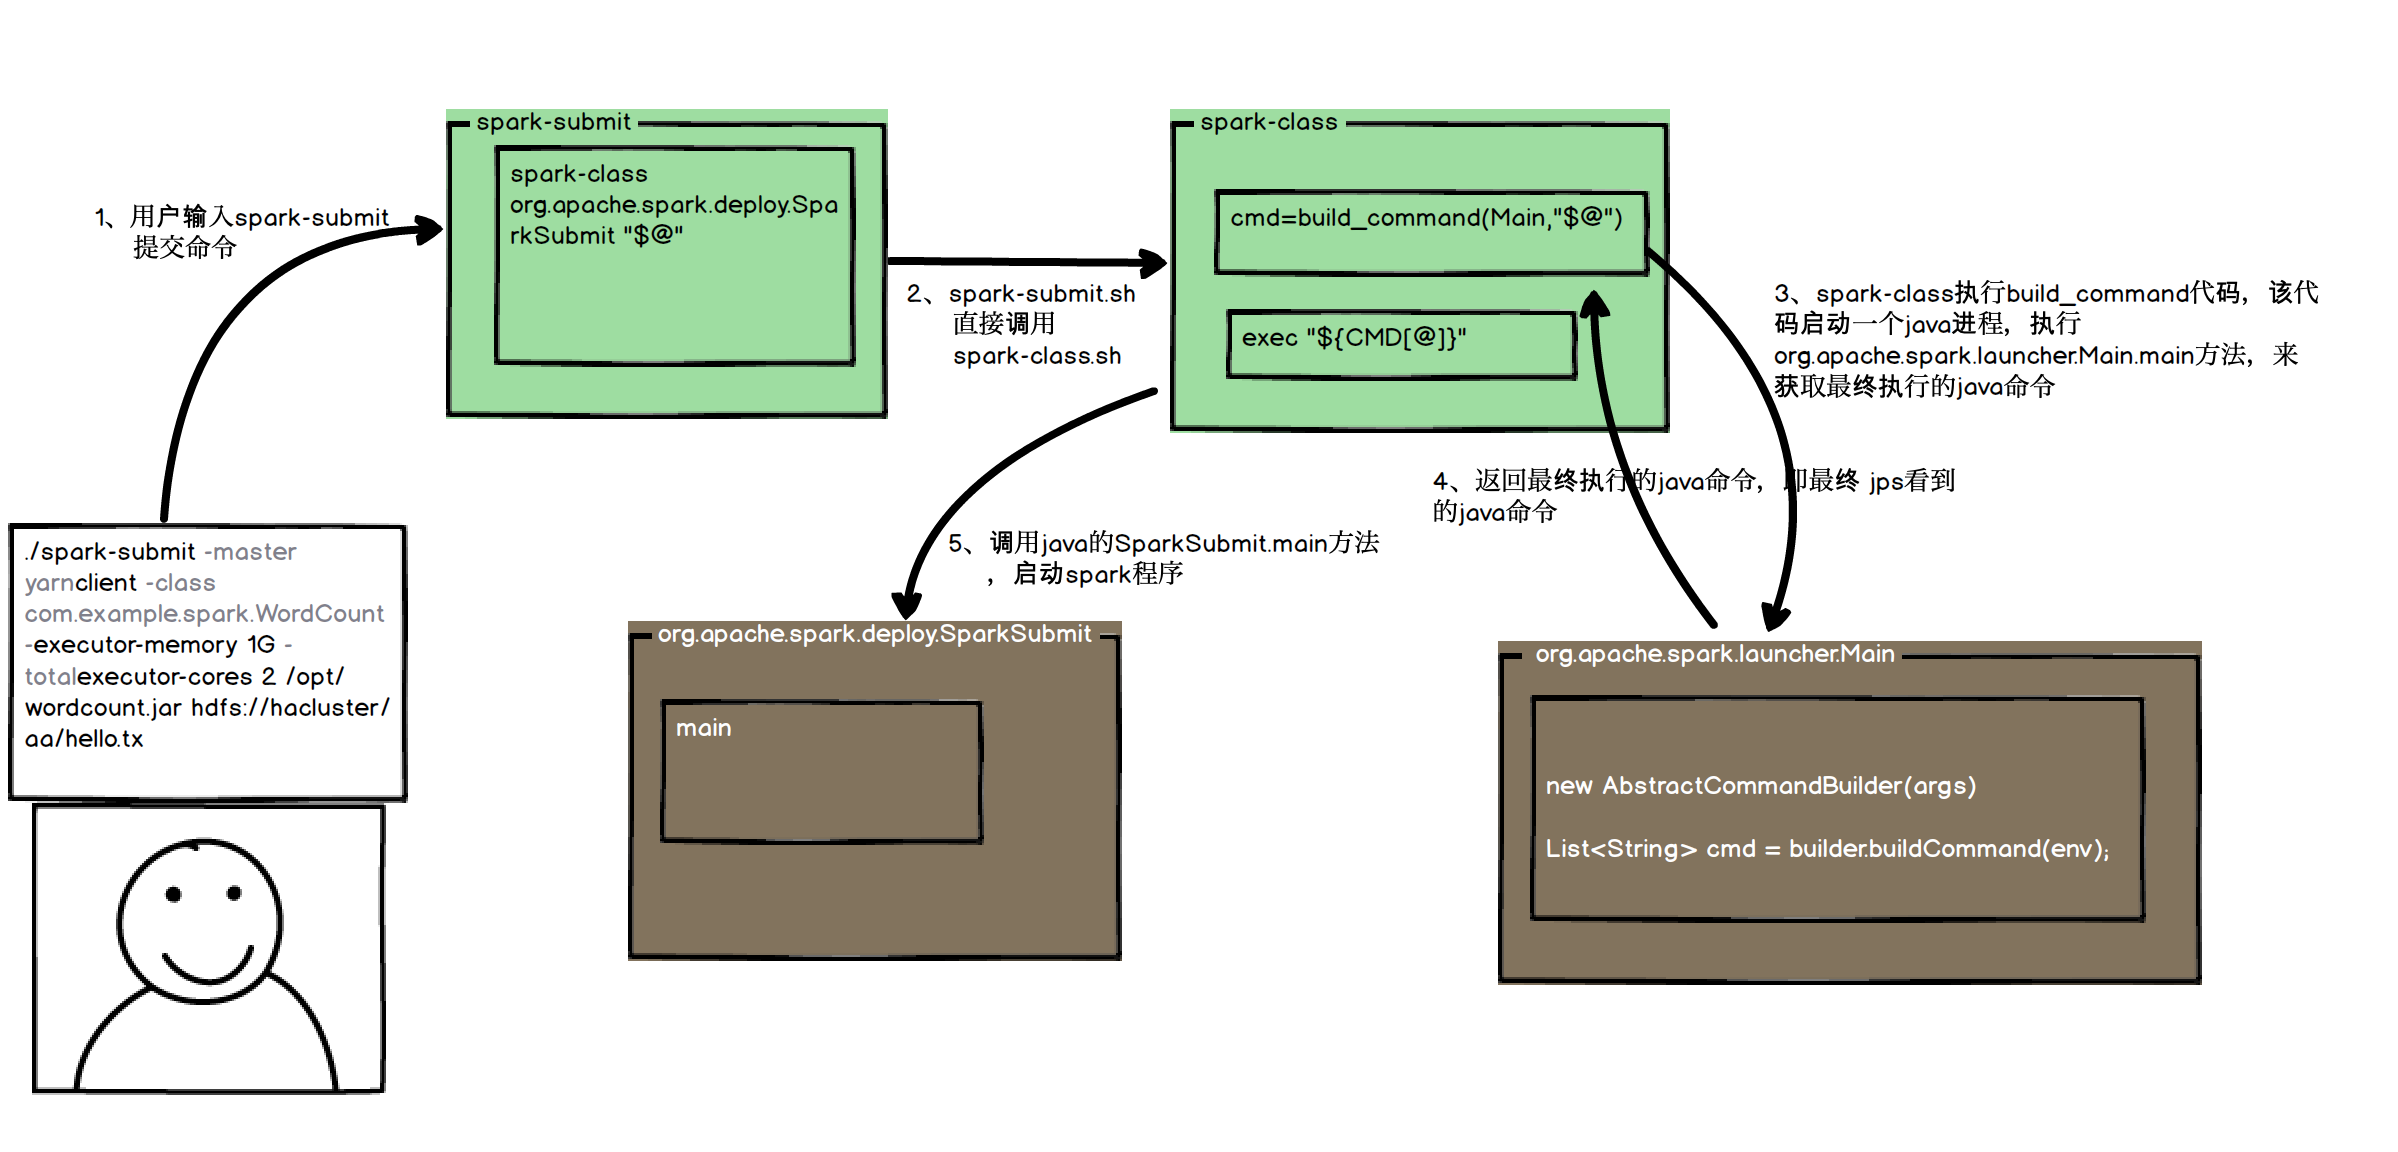 1、用户输入spark-submit
提交命令
./spark-submit -master
yarnclient -class
com.example.spark.WordCount
-executor-memory 1G -
totalexecutor-cores 2 /opt/
wordcount.jar hdfs://hacluster/
aa/hello.tx
spark-submit
spark-class
org.apache.spark.deploy.Spa
rkSubmit "$@"
2、spark-submit.sh
直接调用
spark-class.sh
spark-class
cmd=build_command(Main,"$@")
exec "${CMD[@]}"
3、spark-class执行build_command代码，该代
码启动一个java进程，执行
org.apache.spark.launcher.Main.main方法，来
获取最终执行的java命令
4、返回最终执行的java命令，即最终 jps看到
的java命令
5、调用java的SparkSubmit.main方法
，启动spark程序
org.apache.spark.deploy.SparkSubmit
main
org.apache.spark.launcher.Main
new AbstractCommandBuilder(args)
List<String> cmd = builder.buildCommand(env);